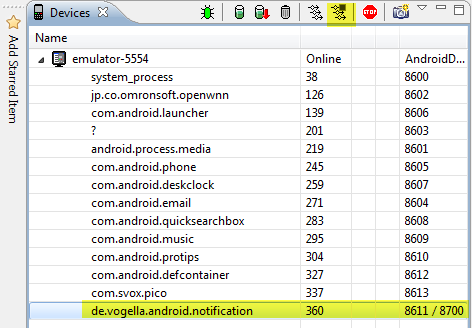 Add Starred Item
Devices
STOP
Name
emulator-5554 Online AndroidD...
system_process 38 8600
jp.co.omronsoft.openwnn 126 8602
com.android.launcher 139 8606
? 201 8603
android.process.media 219 8601
com.android.phone 245 8605
com.android.deskclock 259 8607
com.android.email 271 8604
com.android.quicksearchbox 283 8608
com.android.music 295 8609
com.android.protips 304 8610
com.android.defcontainer 327 8612
com.svox.pico 337 8613
de.vogella.android.notification 360 8611 / 8700